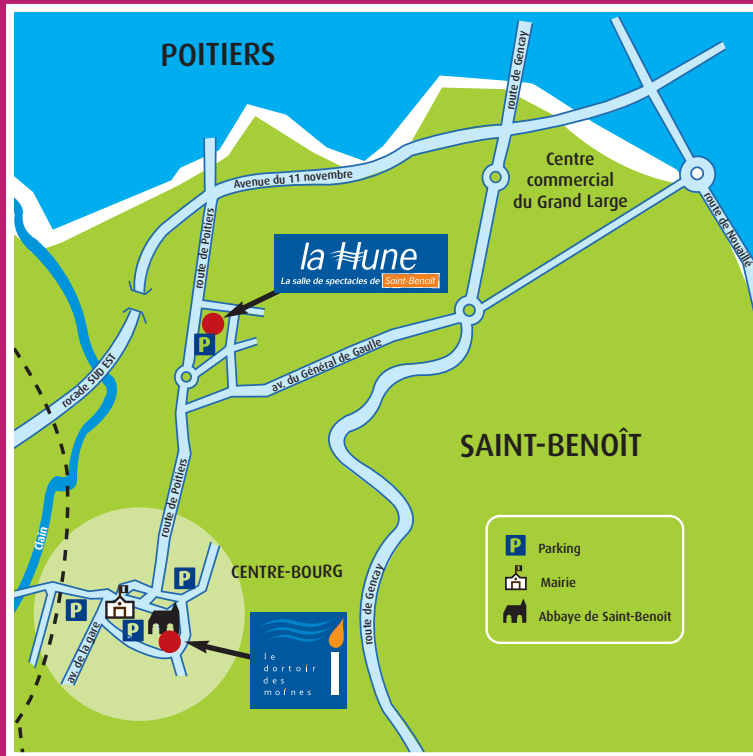 POITIERS
route de Gencay
Avenue du 11 novembre
Centre
commercial
du Grand Large
route de Nouaillé
route de Poitiers
la Hune
La salle de spectacles de Saint-Benoît
P
rocade SUD EST
av. du Général de Gaulle
SAINT-BENOÎT
route de Poitiers
Clain
CENTRE-BOURG
P
P
P
av. de la gare
le
dortoir
des
moines
route de Gencay
P Parking
Mairie
Abbaye de Saint-Benoît